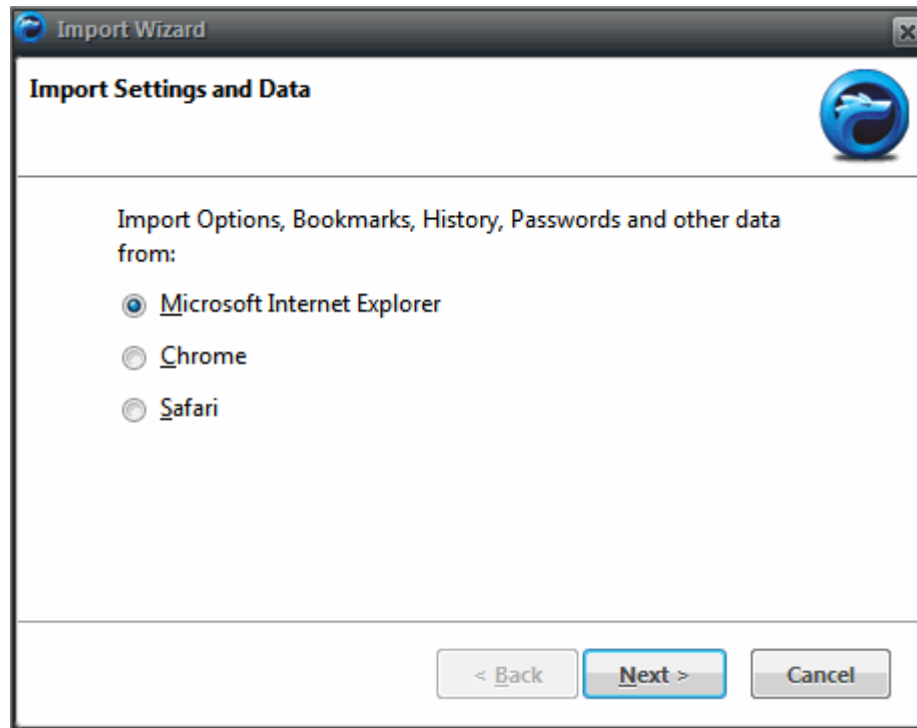 Import Wizard
Import Settings and Data
Import Options, Bookmarks, History, Passwords and other data
from:
Microsoft Internet Explorer
Chrome
Safari
< Back Next > Cancel